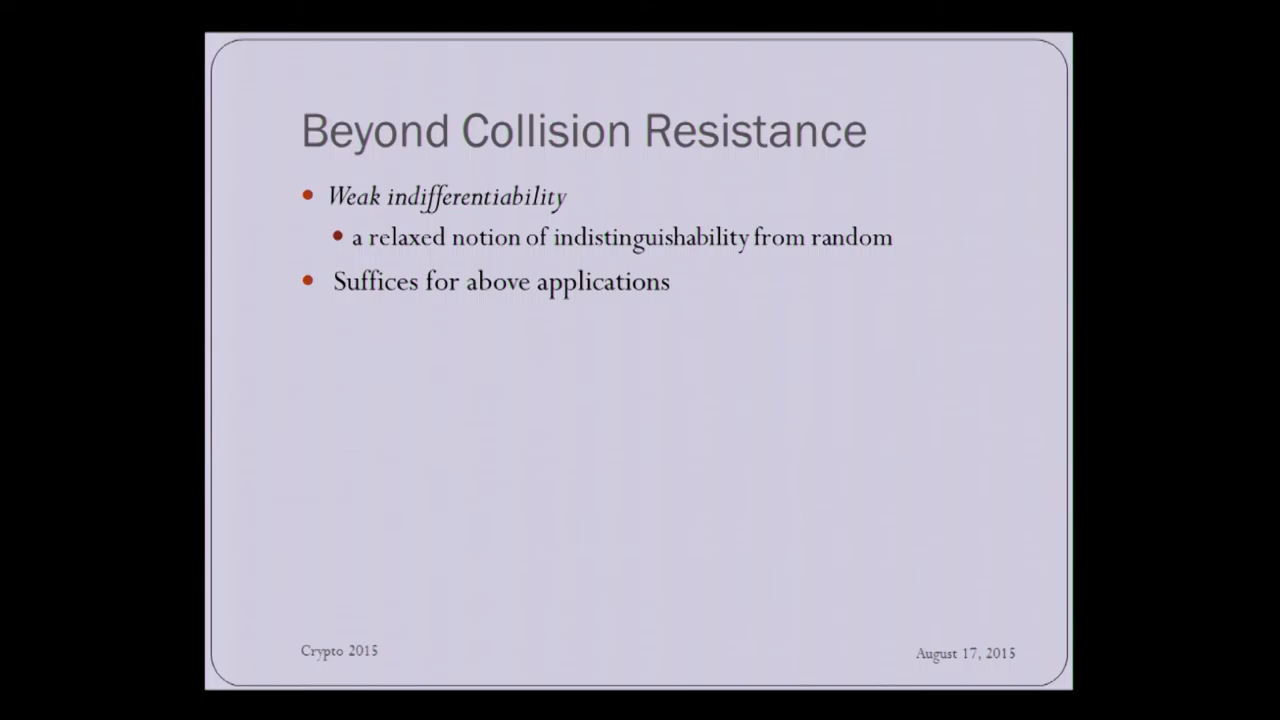 Beyond Collision Resistance
Weak indifferentiability
a relaxed notion of indistinguishability from random
Suffices for above applications
Crypto 2015
August 17, 2015